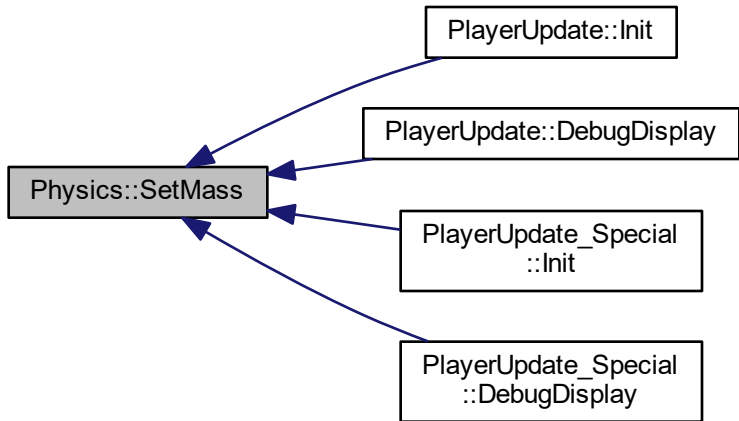 PlayerUpdate::Init
PlayerUpdate::DebugDisplay
Physics::SetMass
PlayerUpdate_Special
::Init
PlayerUpdate_Special
::DebugDisplay